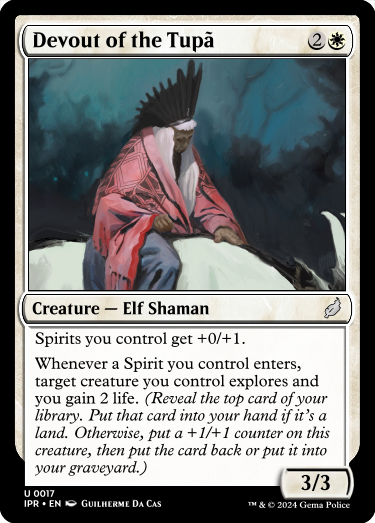 Devout of the Tupã 2
Creature — Elf Shaman
Spirits you control get +0/+1.
Whenever a Spirit you control enters,
target creature you control explores and
you gain 2 life. (Reveal the top card of your
library. Put that card into your hand if it's a
land. Otherwise, put a +1/+1 counter on this
creature, then put the card back or put it into
your graveyard.)
3/3
U 0017
IPR • EN Guilherme Da Cas
™ & © 2024 Gema Police